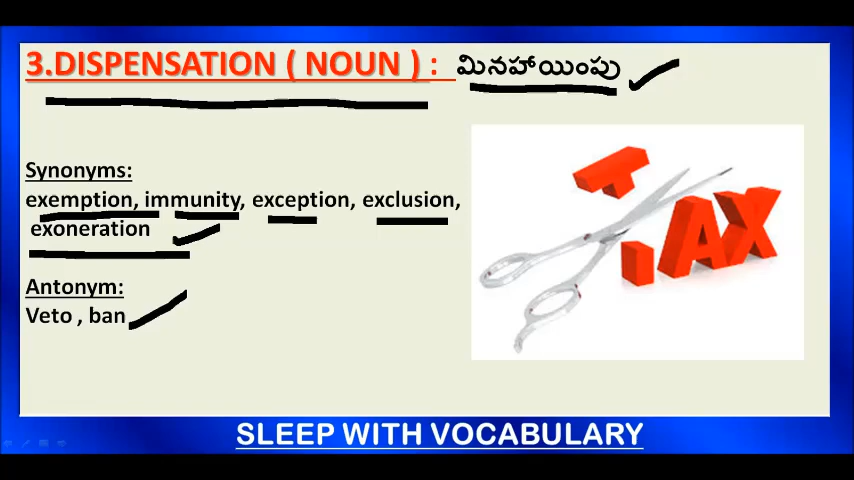 3.DISPENSATION ( NOUN ) : మినహాయింపు
Synonyms:
exemption, immunity, exception, exclusion,
exoneration
Antonym:
Veto , ban
TAX
SLEEP WITH VOCABULARY